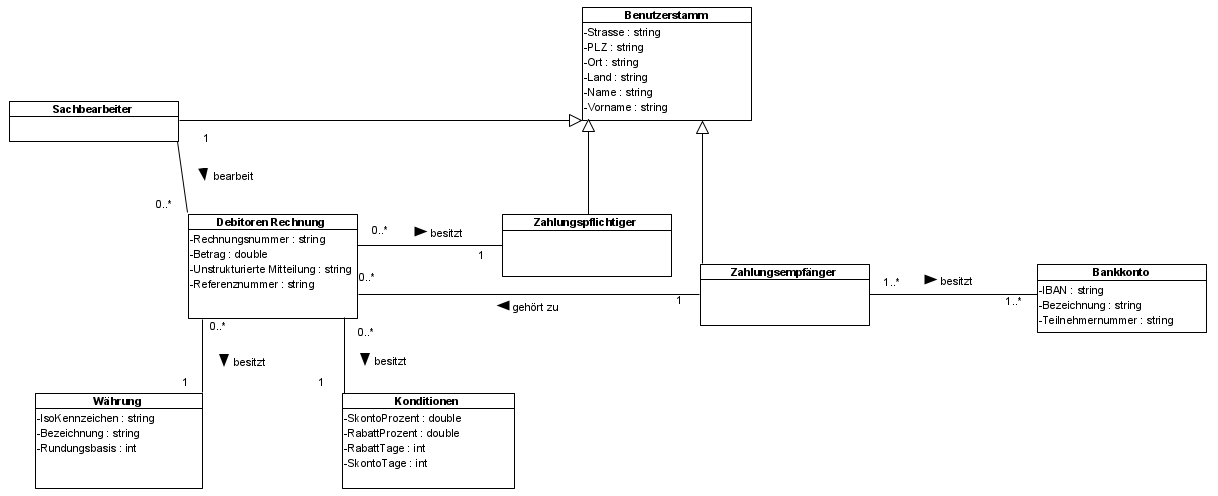 Benutzerstamm
-Strasse : string
-PLZ : string
-Ort : string
-Land : string
-Name : string
-Vorname : string
Sachbearbeiter
1
bearbeit
0..*
Debitoren Rechnung
-Rechnungsnummer : string
-Betrag : double
-Unstrukturierte Mitteilung : string
-Referenznummer : string
0..*
besitzt
1
Zahlungspflichtiger
0..*
gehört zu
1
Zahlungsempfänger
1..*
besitzt
1..*
Bankkonto
-IBAN : string
-Bezeichnung : string
-Teilnehmernummer : string
0..*
besitzt
1
0..*
besitzt
1
Währung
-IsoKennzeichen : string
-Bezeichnung : string
-Rundungsbasis : int
Konditionen
-SkontoProzent : double
-RabattProzent : double
-RabattTage : int
-SkontoTage : int